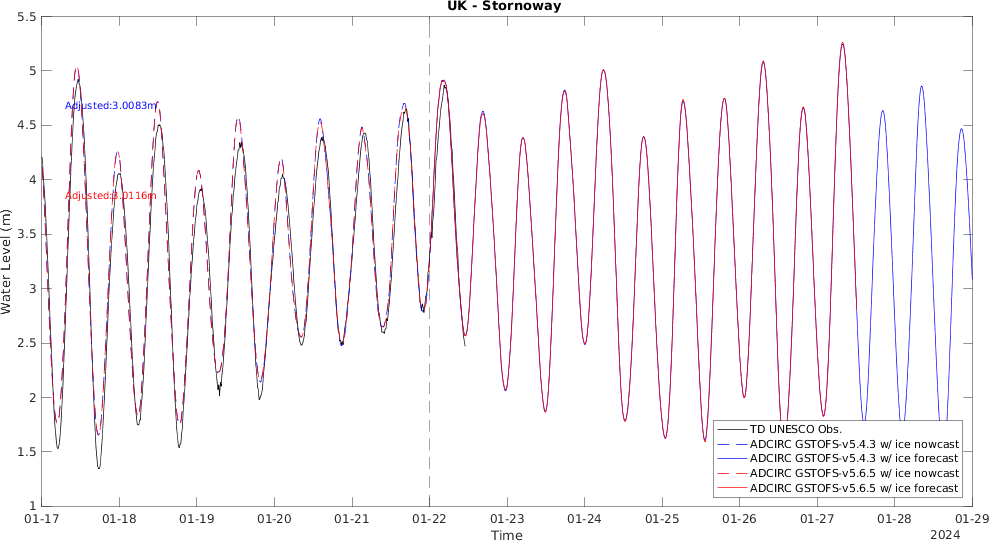 UK - Stornoway
5.5
5
4.5
4
3.5
3
2.5
2
1.5
1
Water Level (m)
Adjusted:3.0083m
Adjusted:3.0116m
TD UNESCO Obs.
ADCIRC GSTOFS-v5.4.3 w/ ice nowcast
ADCIRC GSTOFS-v5.4.3 w/ ice forecast
ADCIRC GSTOFS-v5.6.5 w/ ice nowcast
ADCIRC GSTOFS-v5.6.5 w/ ice forecast
01-17 01-18 01-19 01-20 01-21 01-22 01-23 01-24 01-25 01-26 01-27 01-28 01-29
Time
2024